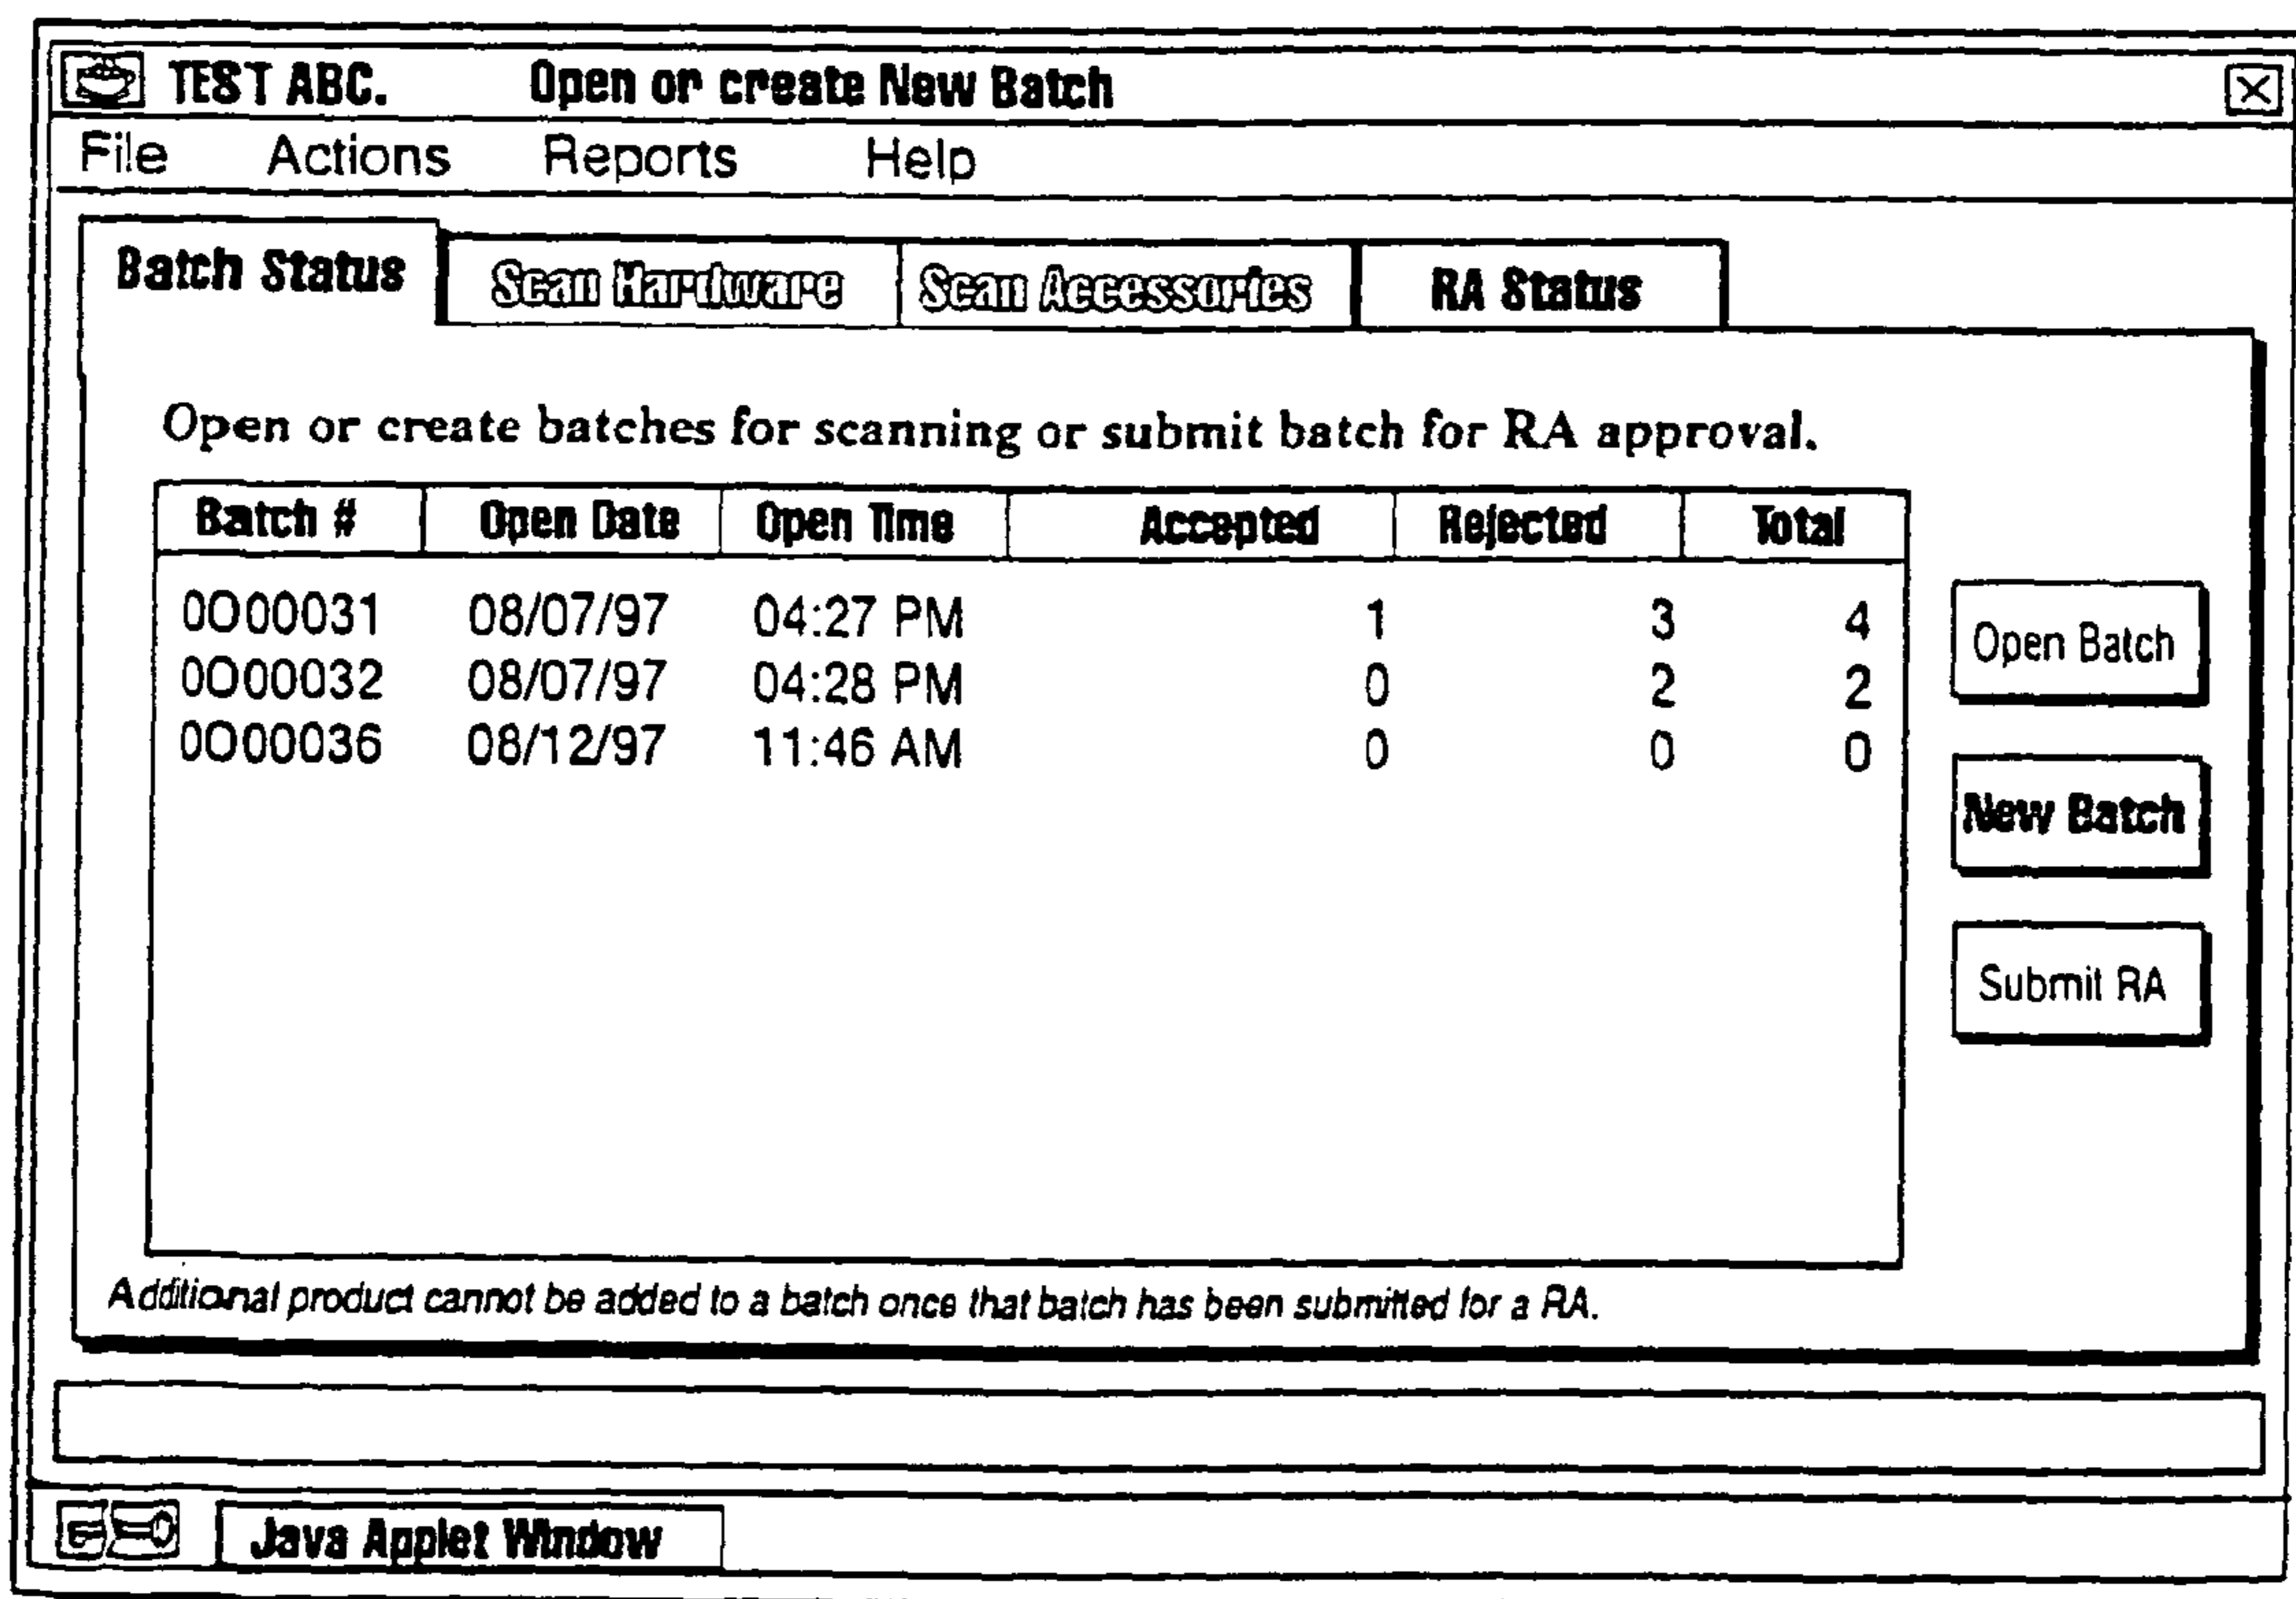 TEST ABC. Open or create New Batch
File Actions Reports Help
Batch Status Scan Hardware Scan Accessories RA Status
Open or create batches for scanning or submit batch for RA approval.
Batch # Open Date Open Time Accepted Rejected Total
0000031 08/07/97 04:27 PM 1 3 4
0000032 08/07/97 04:28 PM 0 2 2
0000036 08/12/97 11:46 AM 0 0 0
Open Batch
New Batch
Submit RA
Additional product cannot be added to a batch once that batch has been submitted for a RA.
Java Applet Window